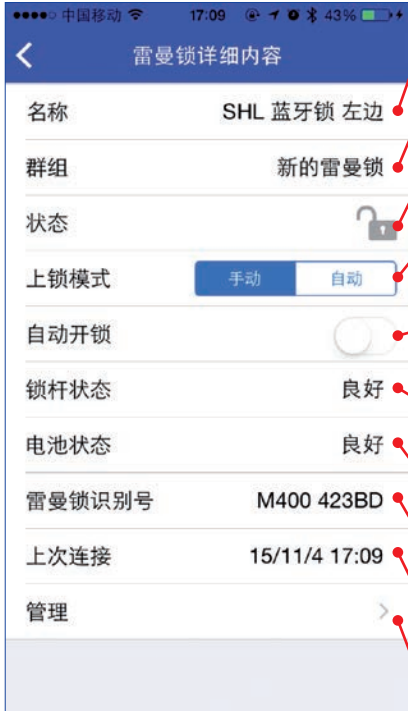 中国移动 17:09 43%
雷曼锁详细内容
名称 SHL 蓝牙锁 左边
群组 新的雷曼锁
状态
上锁模式 手动 自动
自动开锁
锁杆状态 良好
电池状态 良好
雷曼锁识别号 M400 423BD
上次连接 15/11/4 17:09
管理